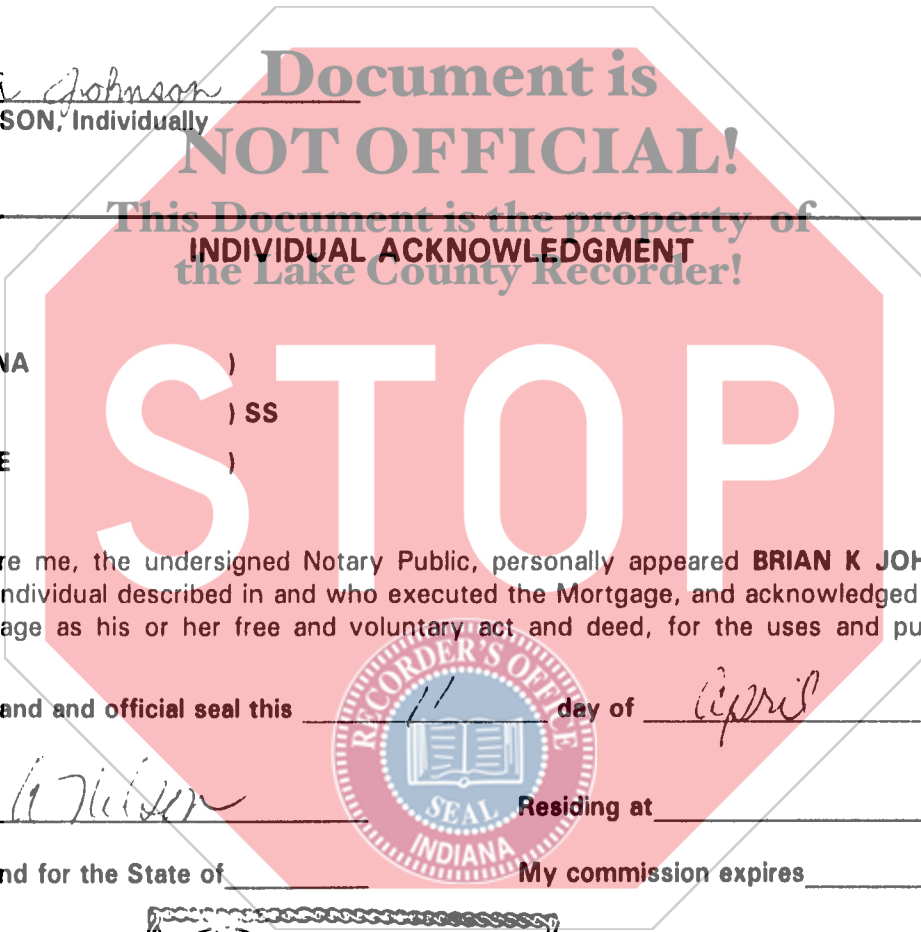 Johnson
Document is
SON, Individually
NOT OFFICIAL!
This Document is the property of
INDIVIDUAL ACKNOWLEDGMENT
the Lake County Recorder!
NA )
) SS
E )
STOP
re me, the undersigned Notary Public, personally appeared BRIAN K JOH
ndividual described in and who executed the Mortgage, and acknowledged
age as his or her free and voluntary act and deed, for the uses and pu
and and official seal this 11 day of April
RECORDER'S OFFICE
SEAL
INDIANA
Residing at
nd for the State of My commission expires